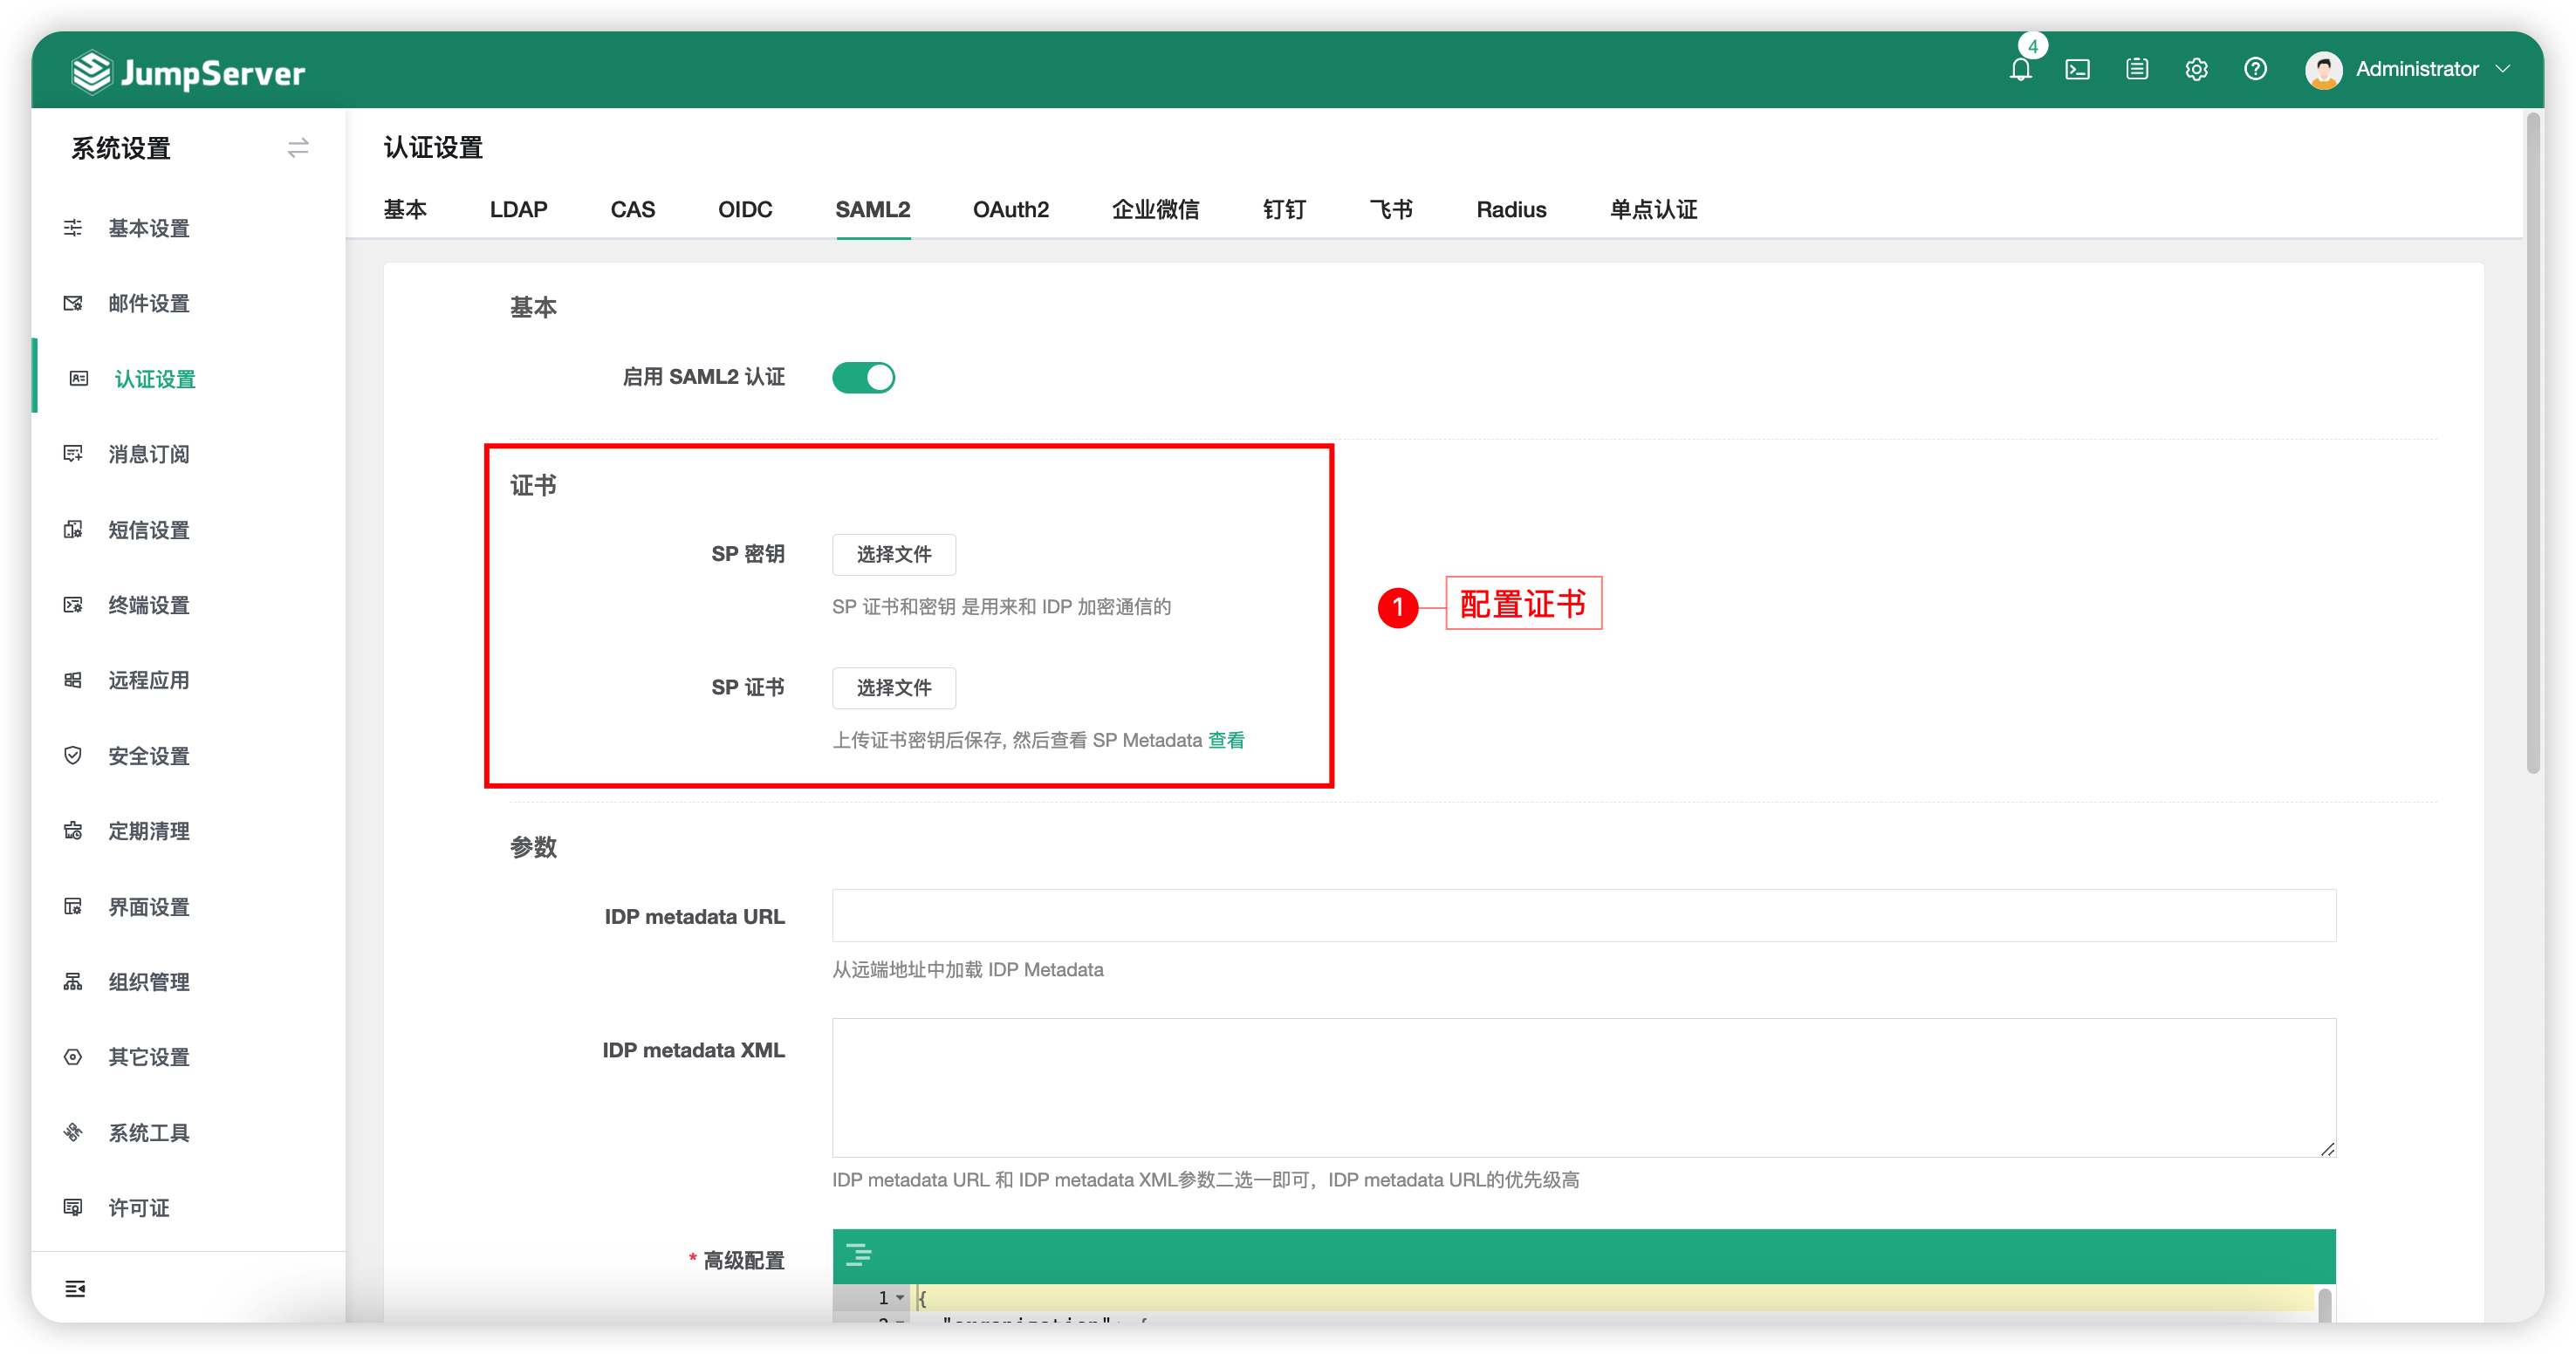 JumpServer
4
Administrator
系统设置
基本设置
邮件设置
认证设置
消息订阅
短信设置
终端设置
远程应用
安全设置
定期清理
界面设置
组织管理
其它设置
系统工具
许可证
认证设置
基本 LDAP CAS OIDC SAML2 OAuth2 企业微信 钉钉 飞书 Radius 单点认证
基本
启用 SAML2 认证
证书
SP 密钥 选择文件
SP 证书和密钥 是用来和 IDP 加密通信的
1 配置证书
SP 证书 选择文件
上传证书密钥后保存, 然后查看 SP Metadata 查看
参数
IDP metadata URL
从远端地址中加载 IDP Metadata
IDP metadata XML
IDP metadata URL 和 IDP metadata XML参数二选一即可，IDP metadata URL的优先级高
* 高级配置
1 {
2 "organization": {